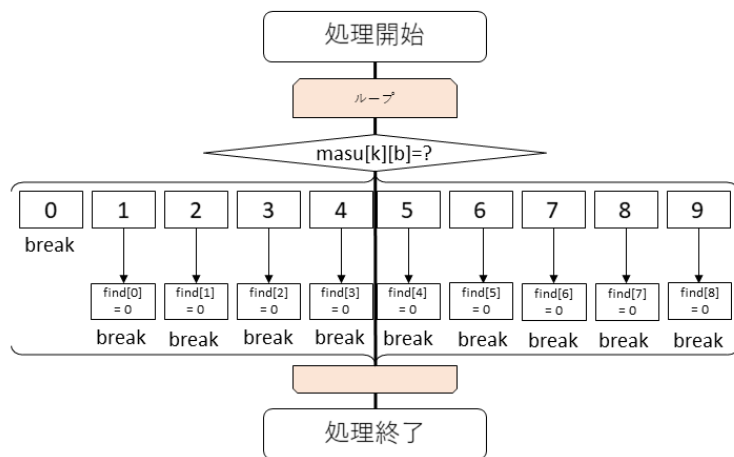 処理開始
ループ
masu[k][b]=?
0 1 2 3 4 5 6 7 8 9
break
find[0] find[1] find[2] find[3] find[4] find[5] find[6] find[7] find[8]
= 0 = 0 = 0 = 0 = 0 = 0 = 0 = 0 = 0
break break break break break break break break break
処理終了